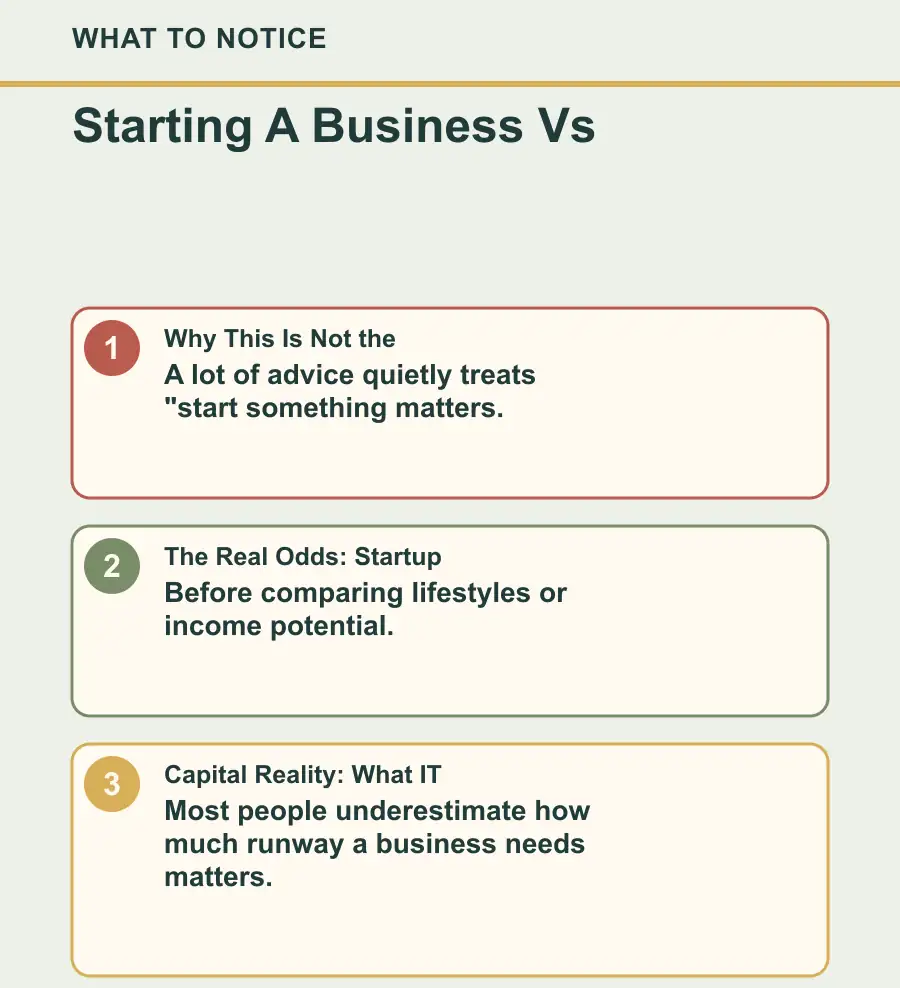 WHAT TO NOTICE
Starting A Business Vs
1
Why This Is Not the
A lot of advice quietly treats
"start something matters.
2
The Real Odds: Startup
Before comparing lifestyles or
income potential.
3
Capital Reality: What IT
Most people underestimate how
much runway a business needs
matters.